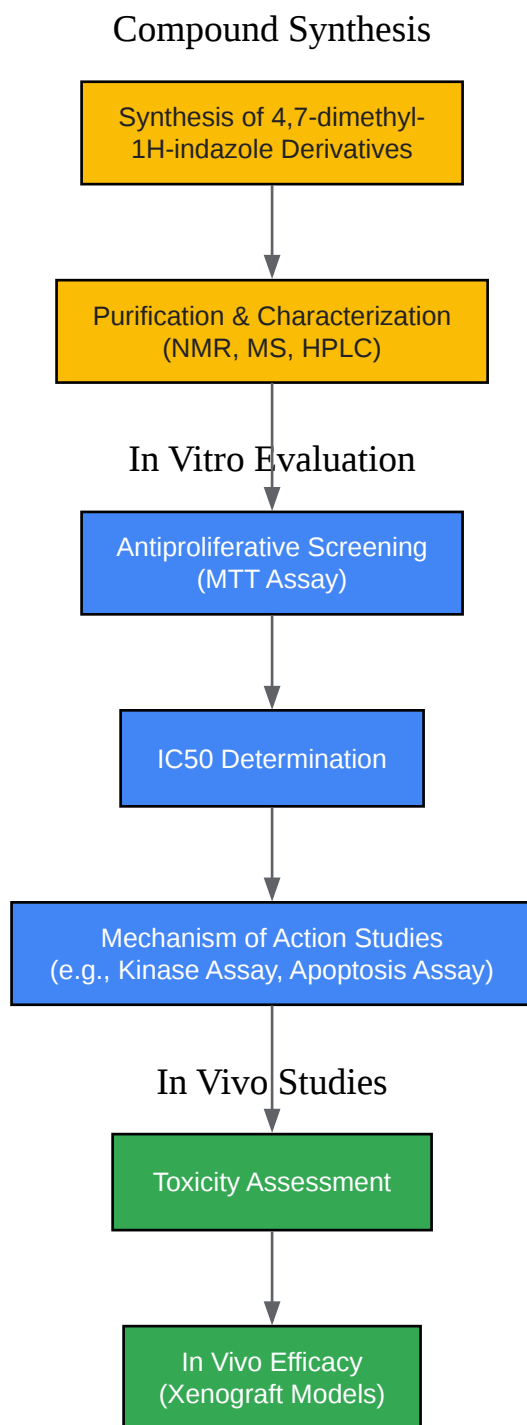 Compound Synthesis
Synthesis of 4,7-dimethyl-
1H-indazole Derivatives
Purification & Characterization
(NMR, MS, HPLC)
In Vitro Evaluation
Antiproliferative Screening
(MTT Assay)
IC50 Determination
Mechanism of Action Studies
(e.g., Kinase Assay, Apoptosis Assay)
In Vivo Studies
Toxicity Assessment
In Vivo Efficacy
(Xenograft Models)